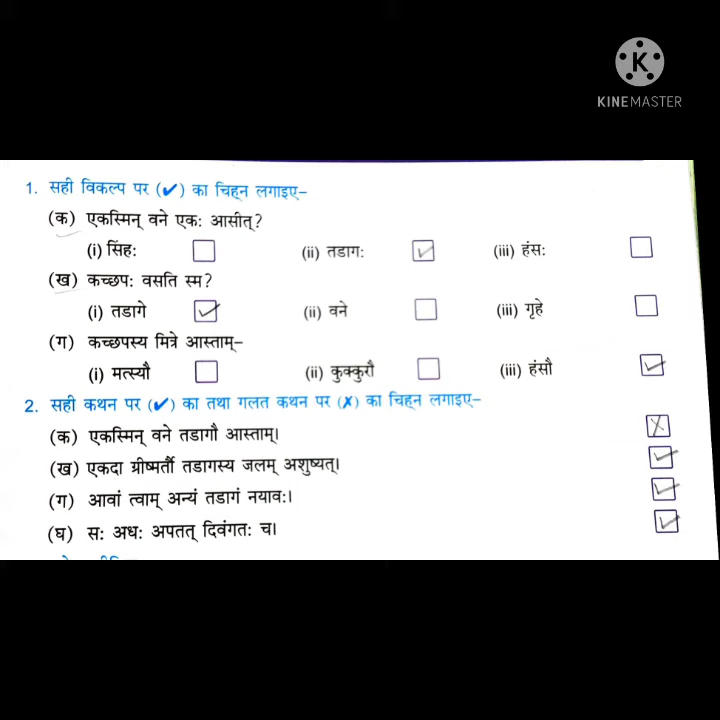 KINEMASTER
1. सही विकल्प पर (✔) का चिह्न लगाइए–
(क) एकस्मिन् वने एकः आसीत्?
(i) सिंहः (ii) तडागः (iii) हंसः
(ख) कच्छपः वसति स्म?
(i) तडागे (ii) वने (iii) गृहे
(ग) कच्छपस्य मित्रे आस्ताम्–
(i) मत्स्यौ (ii) कुक्कुरौ (iii) हंसौ
2. सही कथन पर (✔) का तथा गलत कथन पर (✗) का चिह्न लगाइए–
(क) एकस्मिन् वने तडागौ आस्ताम्।
(ख) एकदा ग्रीष्मर्तौ तडागस्य जलम् अशुष्यत्।
(ग) आवां त्वाम् अन्यं तडागं नयावः।
(घ) सः अधः अपतत् दिवंगतः च।